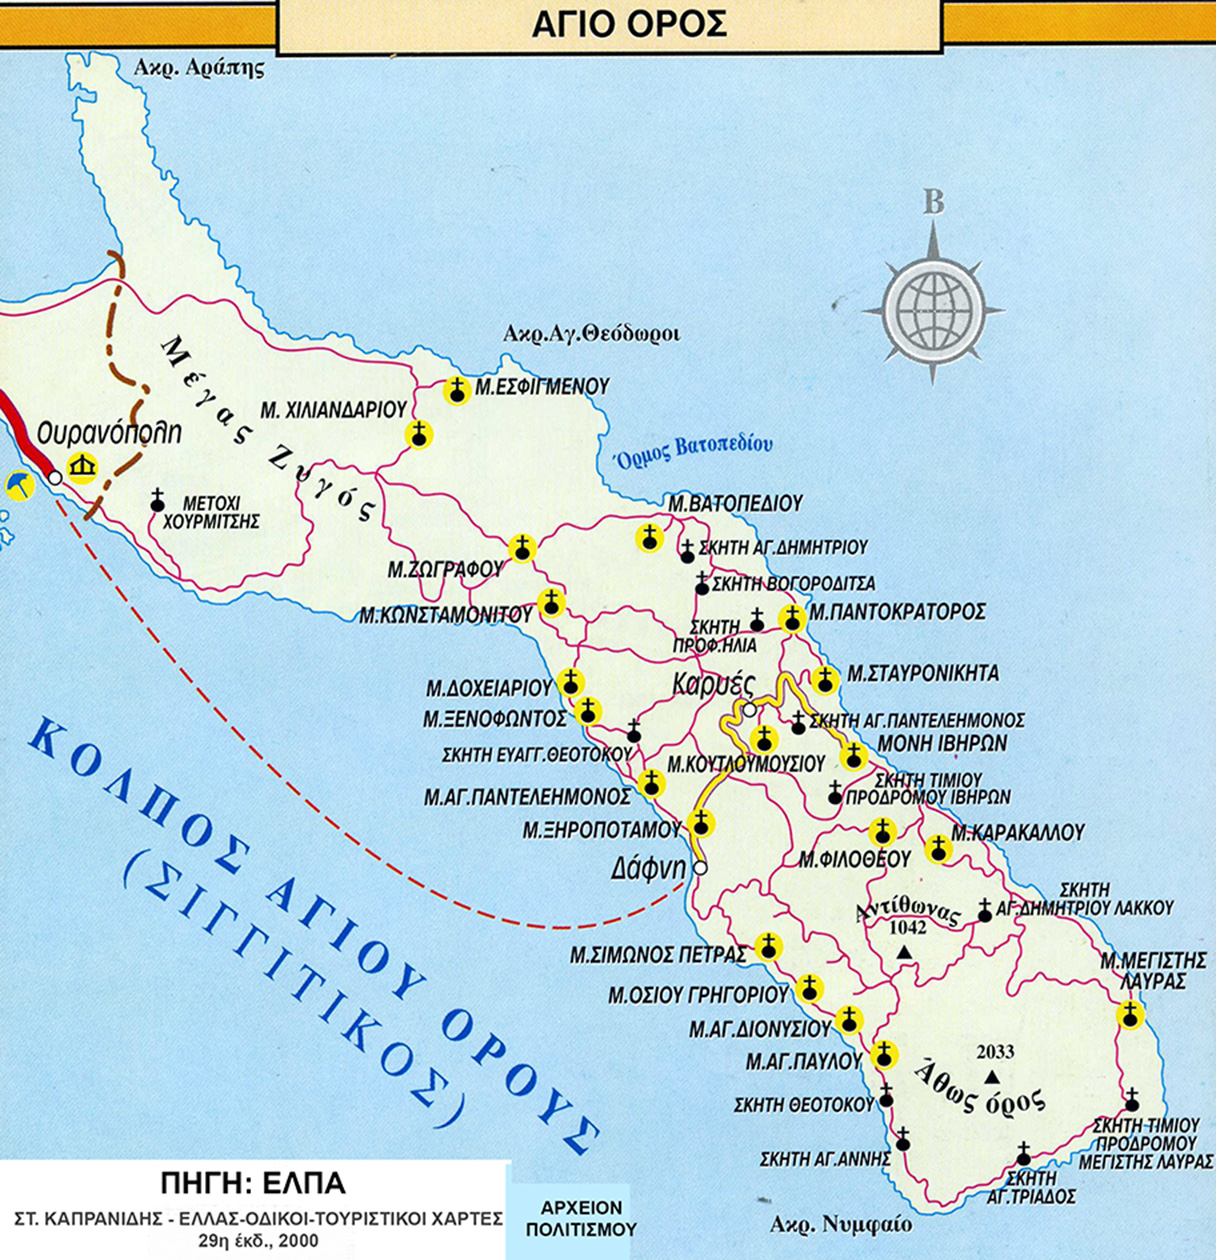 ΑΓΙΟ ΟΡΟΣ
Ακρ. Αράπης
Β
Ακρ.Αγ.Θεόδωροι
Μέγας Ζυγός
Μ.ΕΣΦΙΓΜΕΝΟΥ
Μ. ΧΙΛΙΑΝΔΑΡΙΟΥ
Ουρανόπολη
Όρμος Βατοπεδίου
ΜΕΤΟΧΙ
ΧΟΥΡΜΙΤΣΗΣ
Μ.ΒΑΤΟΠΕΔΙΟΥ
ΣΚΗΤΗ ΑΓ.ΔΗΜΗΤΡΙΟΥ
Μ.ΖΩΓΡΑΦΟΥ
ΣΚΗΤΗ ΒΟΓΟΡΟΔΙΤΣΑ
Μ.ΚΩΝΣΤΑΜΟΝΙΤΟΥ
Μ.ΠΑΝΤΟΚΡΑΤΟΡΟΣ
ΣΚΗΤΗ
ΠΡΟΦ.ΗΛΙΑ
Μ.ΣΤΑΥΡΟΝΙΚΗΤΑ
Καρυές
Μ.ΔΟΧΕΙΑΡΙΟΥ
Μ.ΞΕΝΟΦΩΝΤΟΣ
ΣΚΗΤΗ ΑΓ.ΠΑΝΤΕΛΕΗΜΟΝΟΣ
ΜΟΝΗ ΙΒΗΡΩΝ
ΣΚΗΤΗ ΕΥΑΓΓ.ΘΕΟΤΟΚΟΥ
Μ.ΚΟΥΤΛΟΥΜΟΥΣΙΟΥ
ΣΚΗΤΗ ΤΙΜΙΟΥ
ΠΡΟΔΡΟΜΟΥ ΙΒΗΡΩΝ
Μ.ΑΓ.ΠΑΝΤΕΛΕΗΜΟΝΟΣ
Μ.ΞΗΡΟΠΟΤΑΜΟΥ
Μ.ΚΑΡΑΚΑΛΛΟΥ
Μ.ΦΙΛΟΘΕΟΥ
Δάφνη
ΚΟΛΠΟΣ ΑΓΙΟΥ ΟΡΟΥΣ
(ΣΙΓΓΙΤΙΚΟΣ)
ΣΚΗΤΗ
ΑΓ.ΔΗΜΗΤΡΙΟΥ ΛΑΚΚΟΥ
Αντίθωνας
1042
Μ.ΣΙΜΩΝΟΣ ΠΕΤΡΑΣ
Μ.ΜΕΓΙΣΤΗΣ
ΛΑΥΡΑΣ
Μ.ΟΣΙΟΥ ΓΡΗΓΟΡΙΟΥ
Μ.ΑΓ.ΔΙΟΝΥΣΙΟΥ
Μ.ΑΓ.ΠΑΥΛΟΥ
2033
Άθως όρος
ΣΚΗΤΗ ΘΕΟΤΟΚΟΥ
ΣΚΗΤΗ ΤΙΜΙΟΥ
ΠΡΟΔΡΟΜΟΥ
ΜΕΓΙΣΤΗΣ ΛΑΥΡΑΣ
ΣΚΗΤΗ ΑΓ.ΑΝΝΗΣ
ΣΚΗΤΗ
ΑΓ.ΤΡΙΑΔΟΣ
Ακρ. Νυμφαίο
ΠΗΓΗ: ΕΛΠΑ
ΣΤ. ΚΑΠΡΑΝΙΔΗΣ - ΕΛΛΑΣ-ΟΔΙΚΟΙ-ΤΟΥΡΙΣΤΙΚΟΙ ΧΑΡΤΕΣ
29η έκδ., 2000
ΑΡΧΕΙΟΝ
ΠΟΛΙΤΙΣΜΟΥ